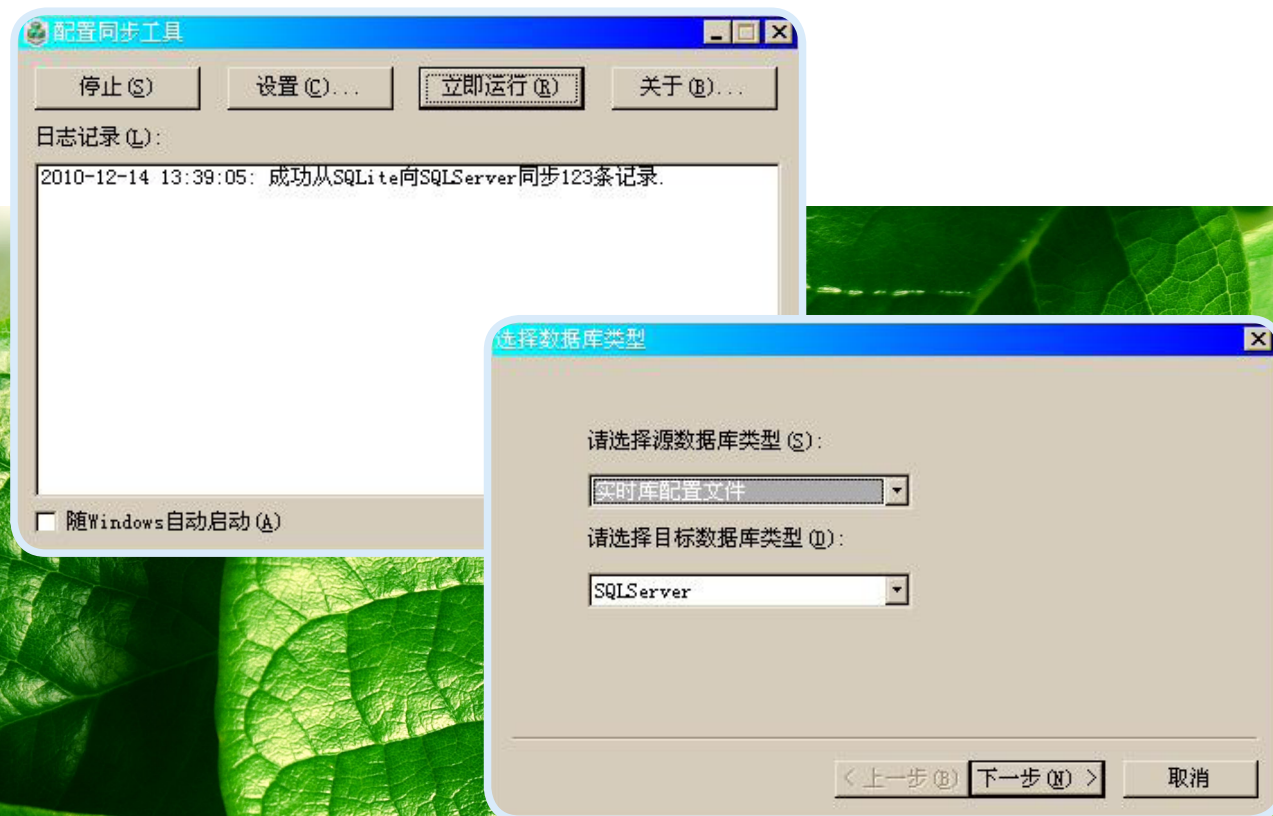 配置同步工具
停止(S) 设置(C)... 立即运行(R) 关于(B)...
日志记录(L):
2010-12-14 13:39:05: 成功从SQLite向SQLServer同步123条记录.
随Windows自动启动(A)
选择数据库类型
请选择源数据库类型(S):
实时库配置文件
请选择目标数据库类型(D):
SQLServer
< 上一步(B) 下一步(N) > 取消